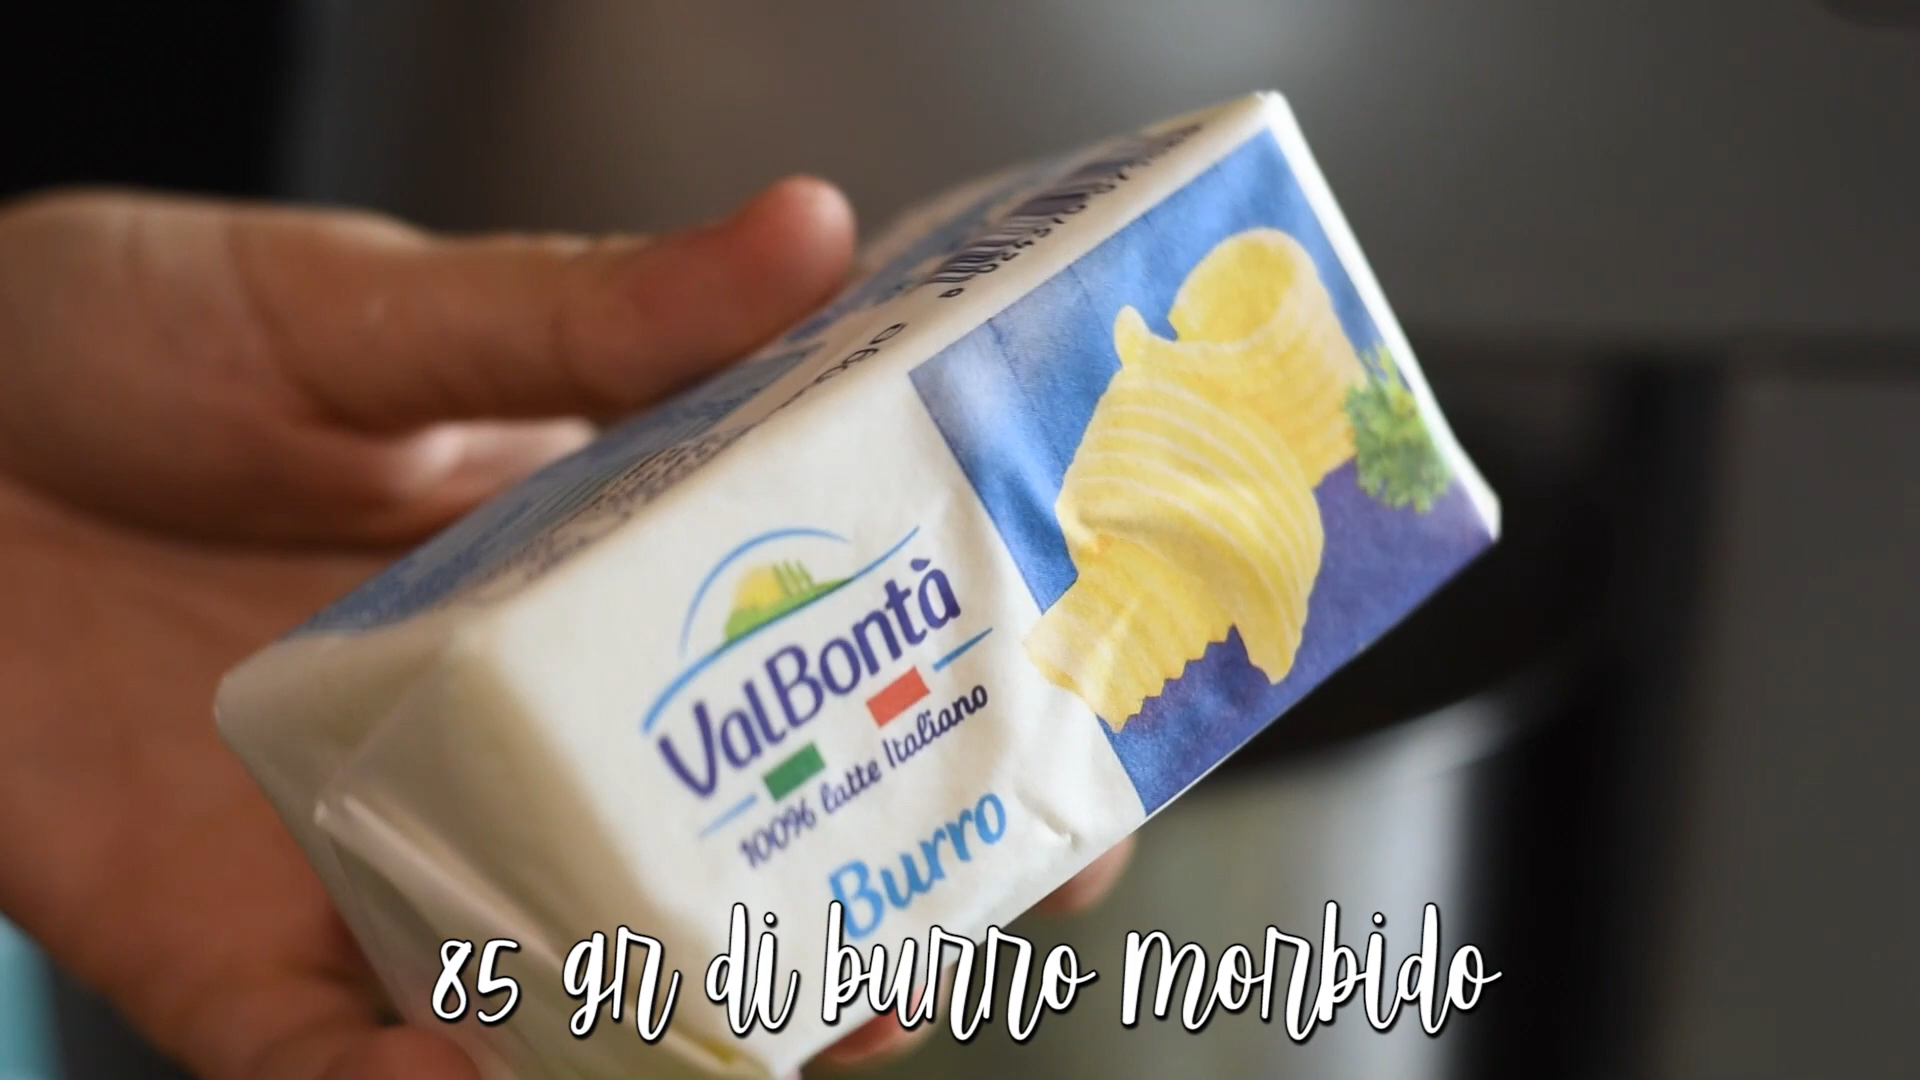 ValBontà
100% latte Italiano
Burro
85 gr di burro morbido